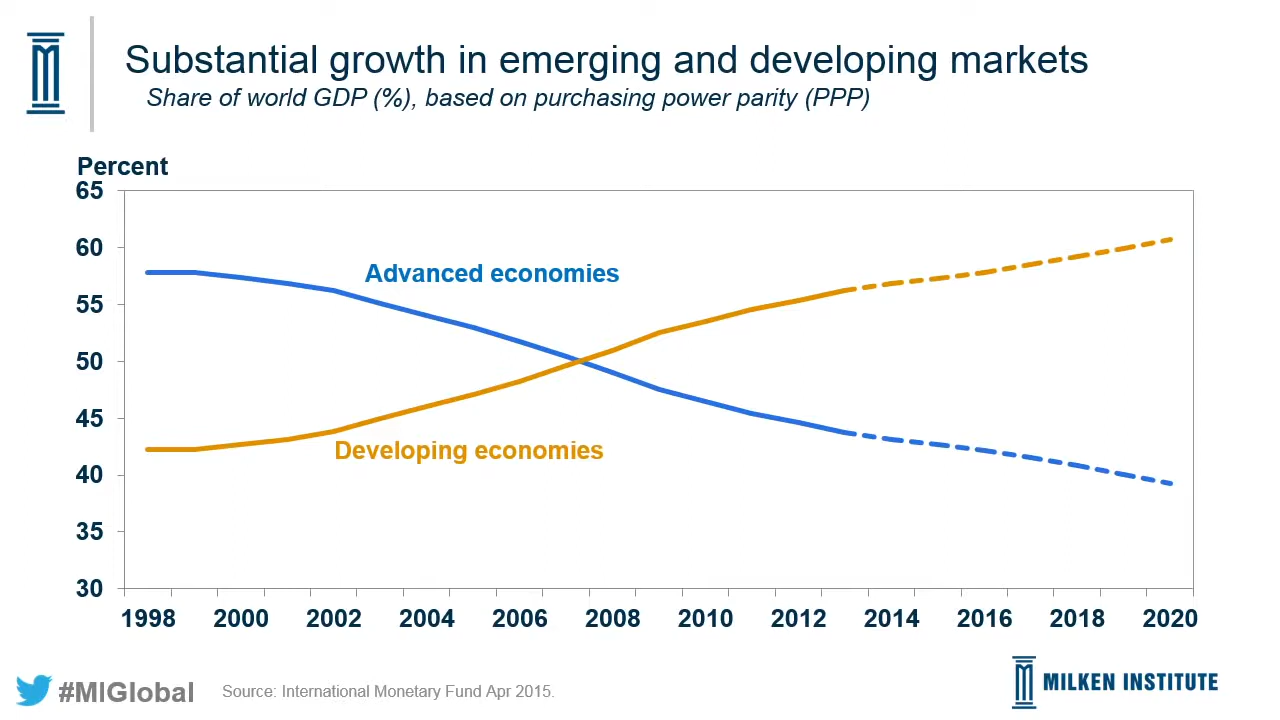 Substantial growth in emerging and developing markets
Share of world GDP (%), based on purchasing power parity (PPP)
Percent
65
60
55
50
45
40
35
30
Advanced economies
Developing economies
1998 2000 2002 2004 2006 2008 2010 2012 2014 2016 2018 2020
#MIGlobal
Source: International Monetary Fund Apr 2015.
MILKEN INSTITUTE